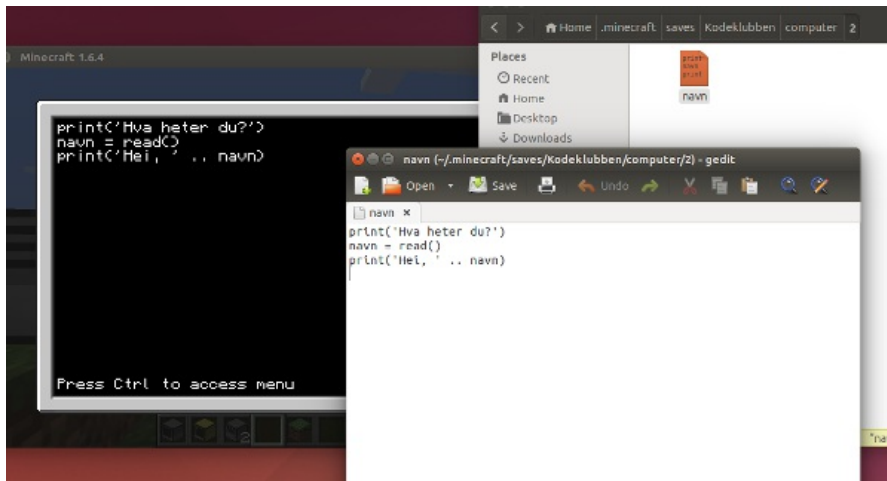 Minecraft 1.6.4
print('Hva heter du?')
navn = read()
print('Hei, ' .. navn)
Press Ctrl to access menu
2
Home .minecraft saves Kodeklubben computer 2
Places
Recent
Home
Desktop
Downloads
navn
navn (~/.minecraft/saves/Kodeklubben/computer/2) - gedit
Open Save Undo
navn
print('Hva heter du?')
navn = read()
print('Hei, ' .. navn)
"na